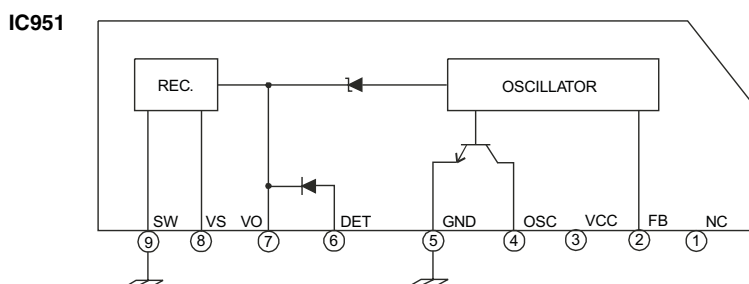 IC951
REC.
OSCILLATOR
SW VS VO DET GND OSC VCC FB NC
9 8 7 6 5 4 3 2 1